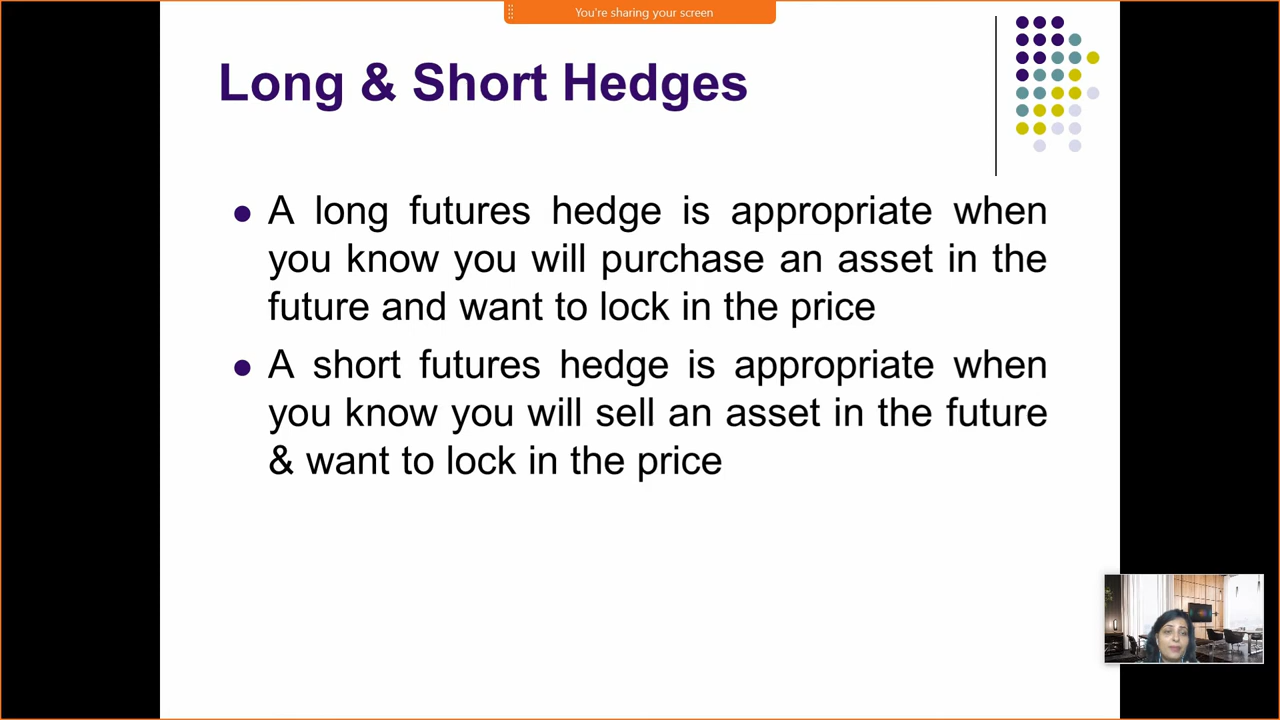 You're sharing your screen
Long & Short Hedges
A long futures hedge is appropriate when
you know you will purchase an asset in the
future and want to lock in the price
A short futures hedge is appropriate when
you know you will sell an asset in the future
& want to lock in the price